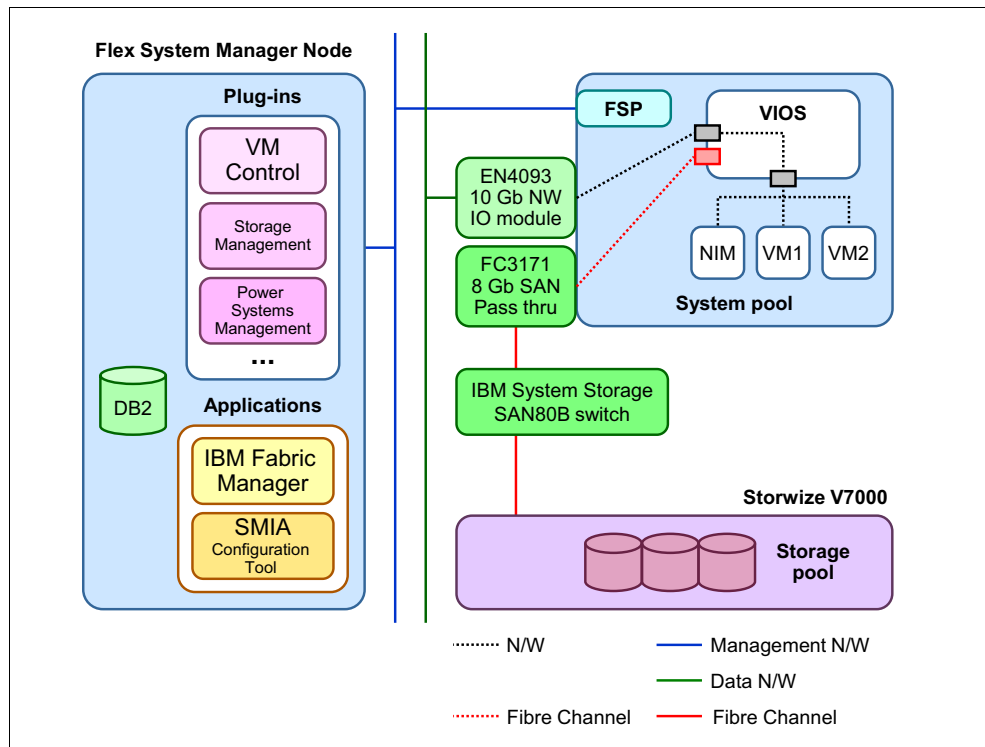 Flex System Manager Node
Plug-ins
VM
Control
Storage
Management
Power
Systems
Management
...
DB2
Applications
IBM Fabric
Manager
SMIA
Configuration
Tool
FSP
VIOS
EN4093
10 Gb NW
IO module
FC3171
8 Gb SAN
Pass thru
NIM
VM1
VM2
System pool
IBM System Storage
SAN80B switch
Storwize V7000
Storage
pool
N/W
Management N/W
Data N/W
Fibre Channel
Fibre Channel